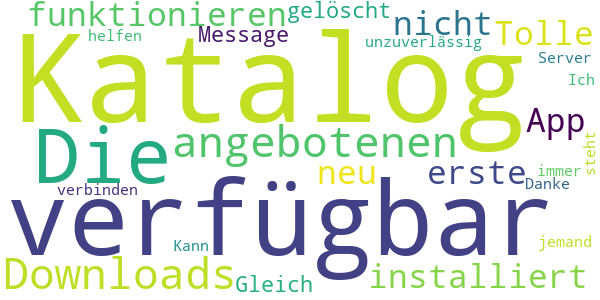 funktionieren gelöscht nicht Tolle
helfen Message unzuverlässig Server
Katalog Ich
App
Die angebotenen steht
neu erste immer
verbinden Danke
verfügbar
Kann jemand
Downloads Gleich installiert